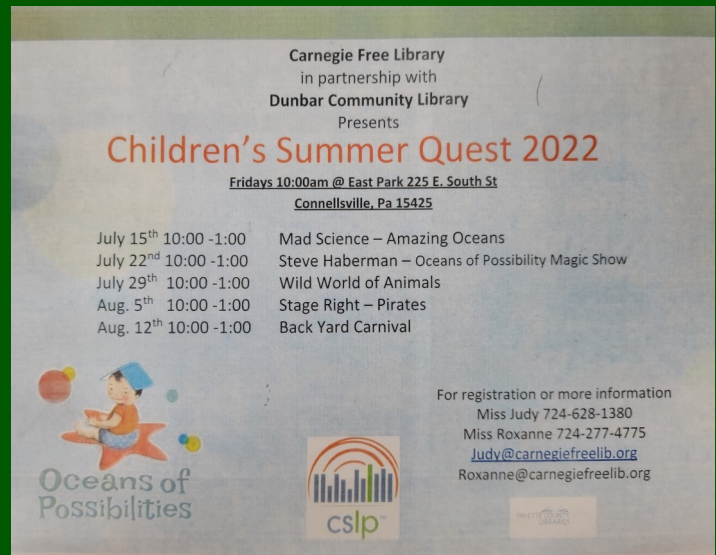 Carnegie Free Library
in partnership with
Dunbar Community Library
Presents
Children's Summer Quest 2022
Fridays 10:00am @ East Park 225 E. South St
Connellsville, Pa 15425
July 15th 10:00 -1:00 Mad Science – Amazing Oceans
July 22nd 10:00 -1:00 Steve Haberman – Oceans of Possibility Magic Show
July 29th 10:00 -1:00 Wild World of Animals
Aug. 5th 10:00 -1:00 Stage Right – Pirates
Aug. 12th 10:00 -1:00 Back Yard Carnival
For registration or more information
Miss Judy 724-628-1380
Miss Roxanne 724-277-4775
Judy@carnegiefreelib.org
Roxanne@carnegiefreelib.org
Oceans of
Possibilities
cslp™
FAYETTE COUNTY
LIBRARIES